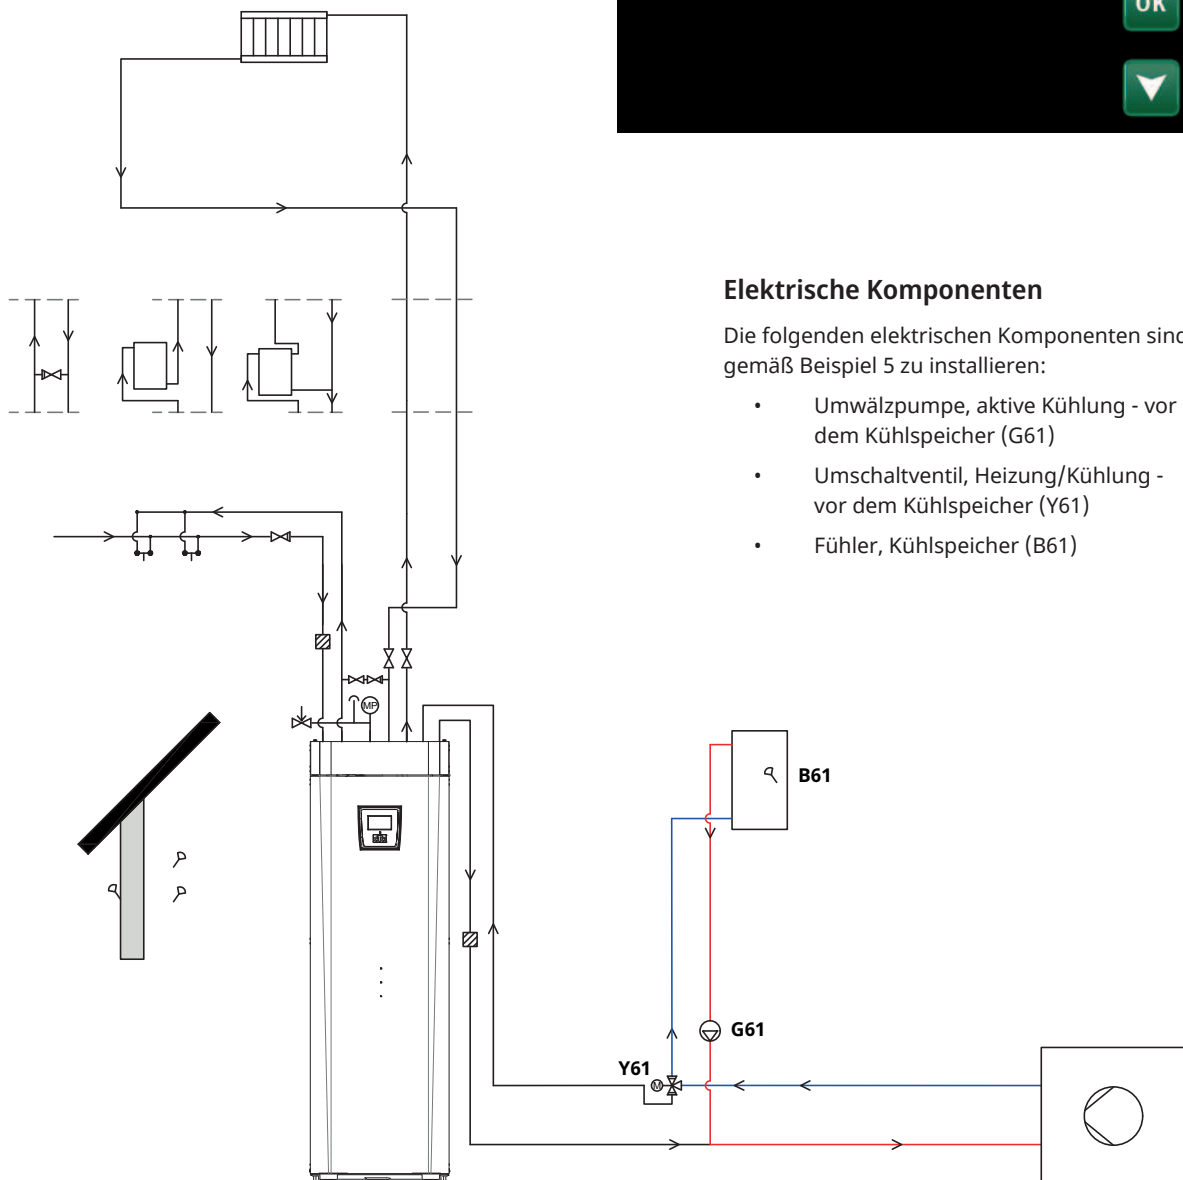 OK
Elektrische Komponenten
Die folgenden elektrischen Komponenten sind
gemäß Beispiel 5 zu installieren:
• Umwälzpumpe, aktive Kühlung - vor
dem Kühlspeicher (G61)
• Umschaltventil, Heizung/Kühlung -
vor dem Kühlspeicher (Y61)
• Fühler, Kühlspeicher (B61)
MP
B61
G61
Y61
M